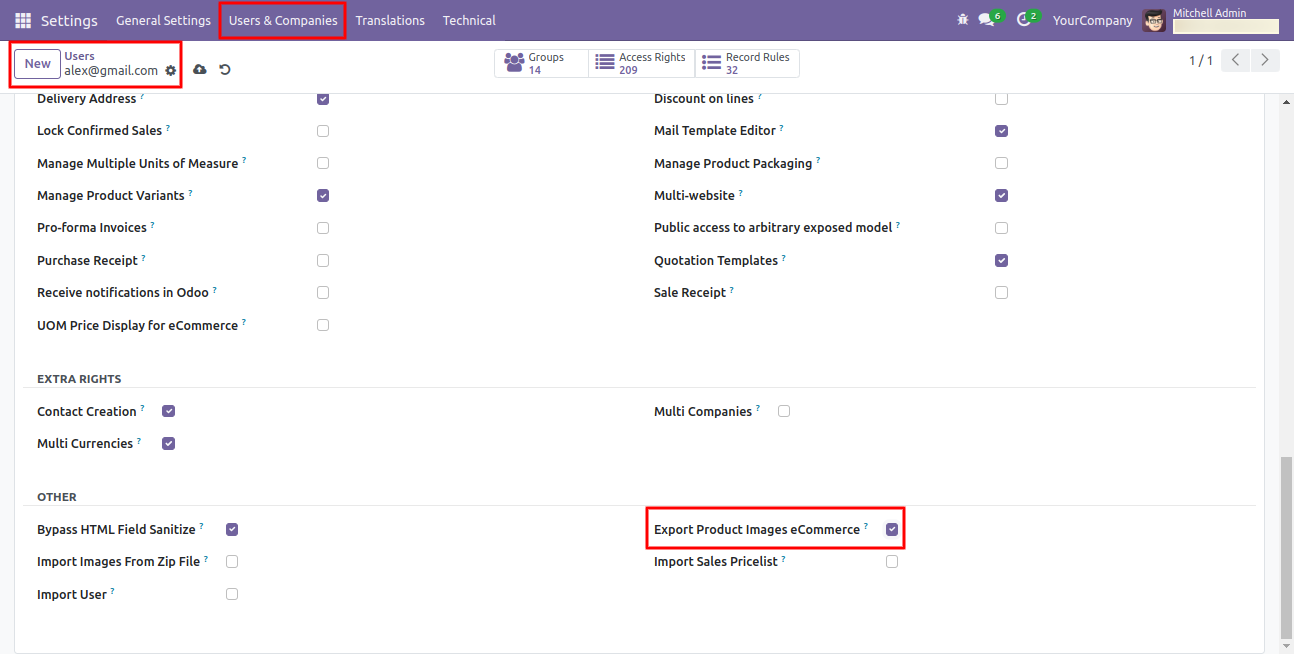 Settings General Settings Users & Companies Translations Technical 6 2 YourCompany Mitchell Admin
New Users
alex@gmail.com
Groups
14
Access Rights
209
Record Rules
32
1 / 1
Delivery Address ? Discount on lines ?
Lock Confirmed Sales ? Mail Template Editor ?
Manage Multiple Units of Measure ? Manage Product Packaging ?
Manage Product Variants ? Multi-website ?
Pro-forma Invoices ? Public access to arbitrary exposed model ?
Purchase Receipt ? Quotation Templates ?
Receive notifications in Odoo ? Sale Receipt ?
UOM Price Display for eCommerce ?
EXTRA RIGHTS
Contact Creation ? Multi Companies ?
Multi Currencies ?
OTHER
Bypass HTML Field Sanitize ? Export Product Images eCommerce ?
Import Images From Zip File ? Import Sales Pricelist ?
Import User ?